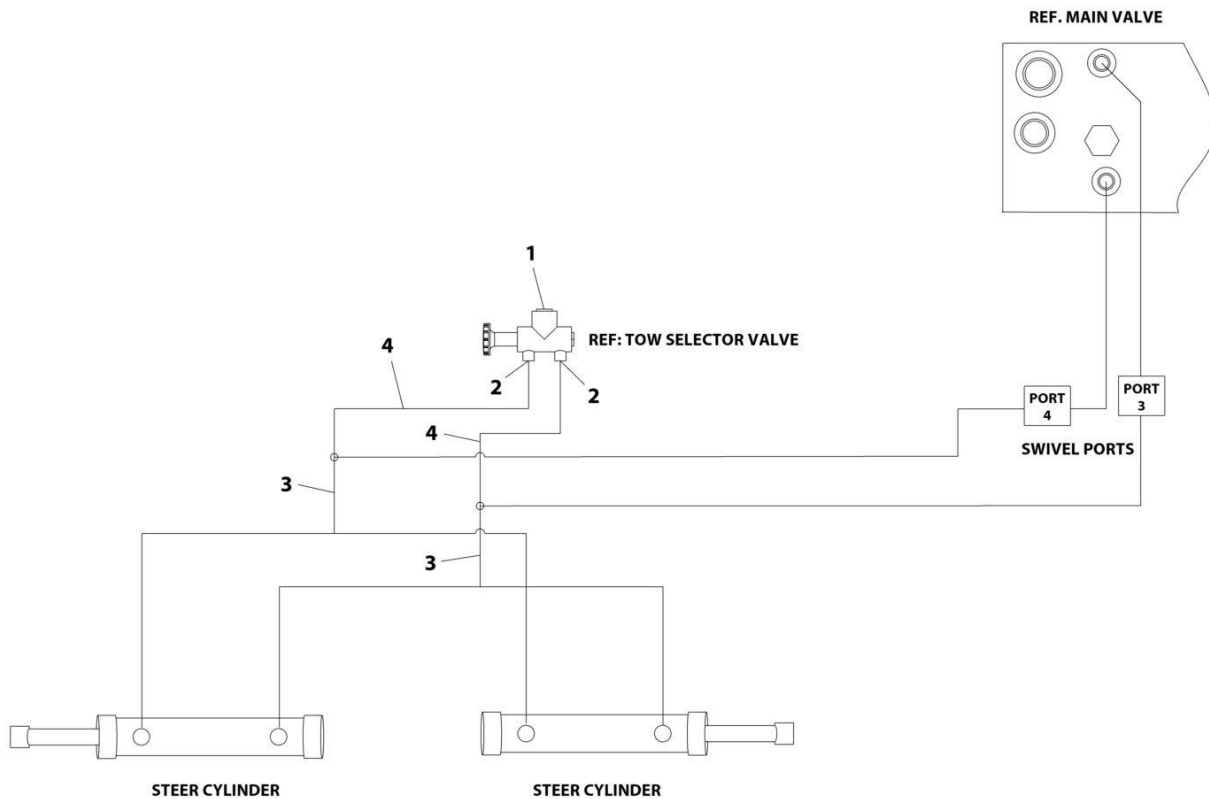 REF. MAIN VALVE
1
REF: TOW SELECTOR VALVE
4
2
2
PORT
4
PORT
3
4
SWIVEL PORTS
3
3
STEER CYLINDER
STEER CYLINDER